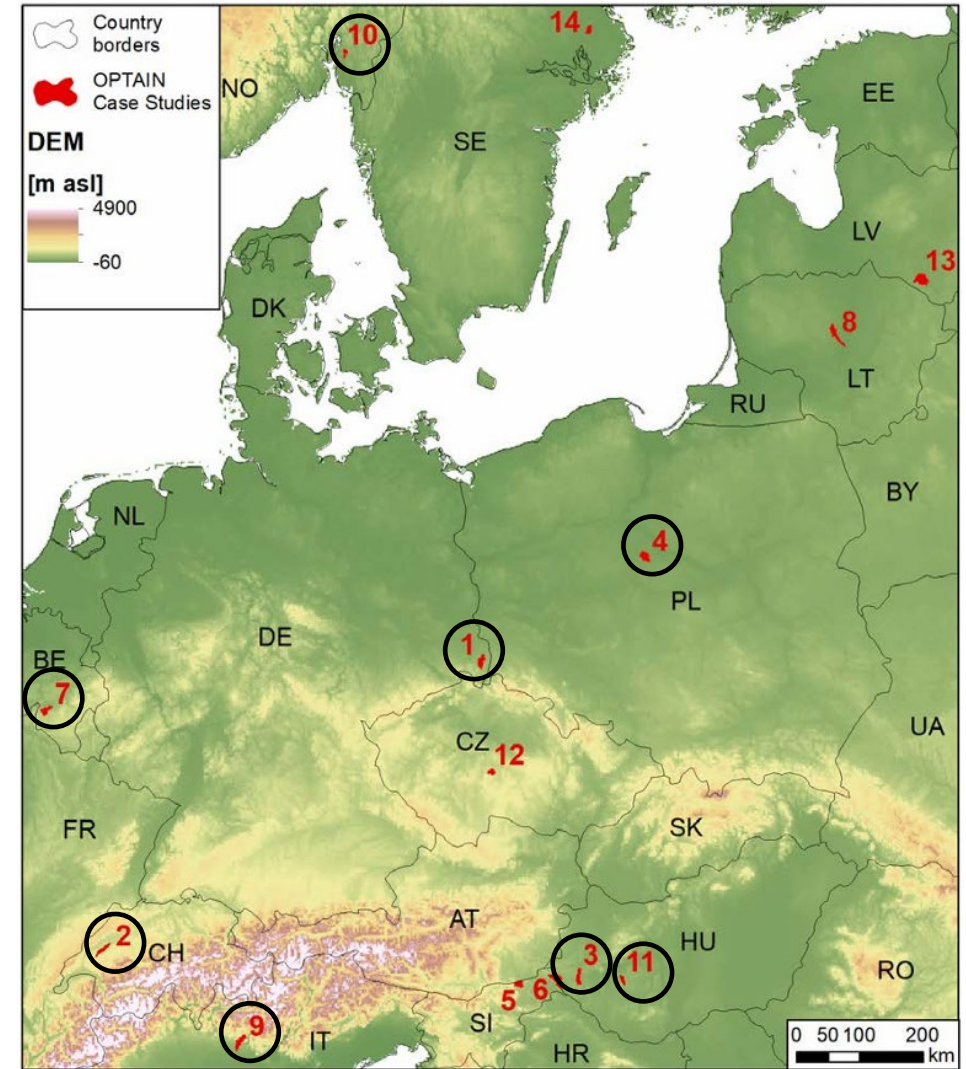 Country
borders
OPTAIN
Case Studies
DEM
[m asl]
4900
-60
10
14
NO
EE
SE
LV
13
DK
8
LT
RU
BY
NL
4
PL
DE
1
BE
7
UA
CZ
12
FR
SK
AT
2
CH
HU
3
11
RO
5
6
9
SI
IT
HR
0 50 100 200
km